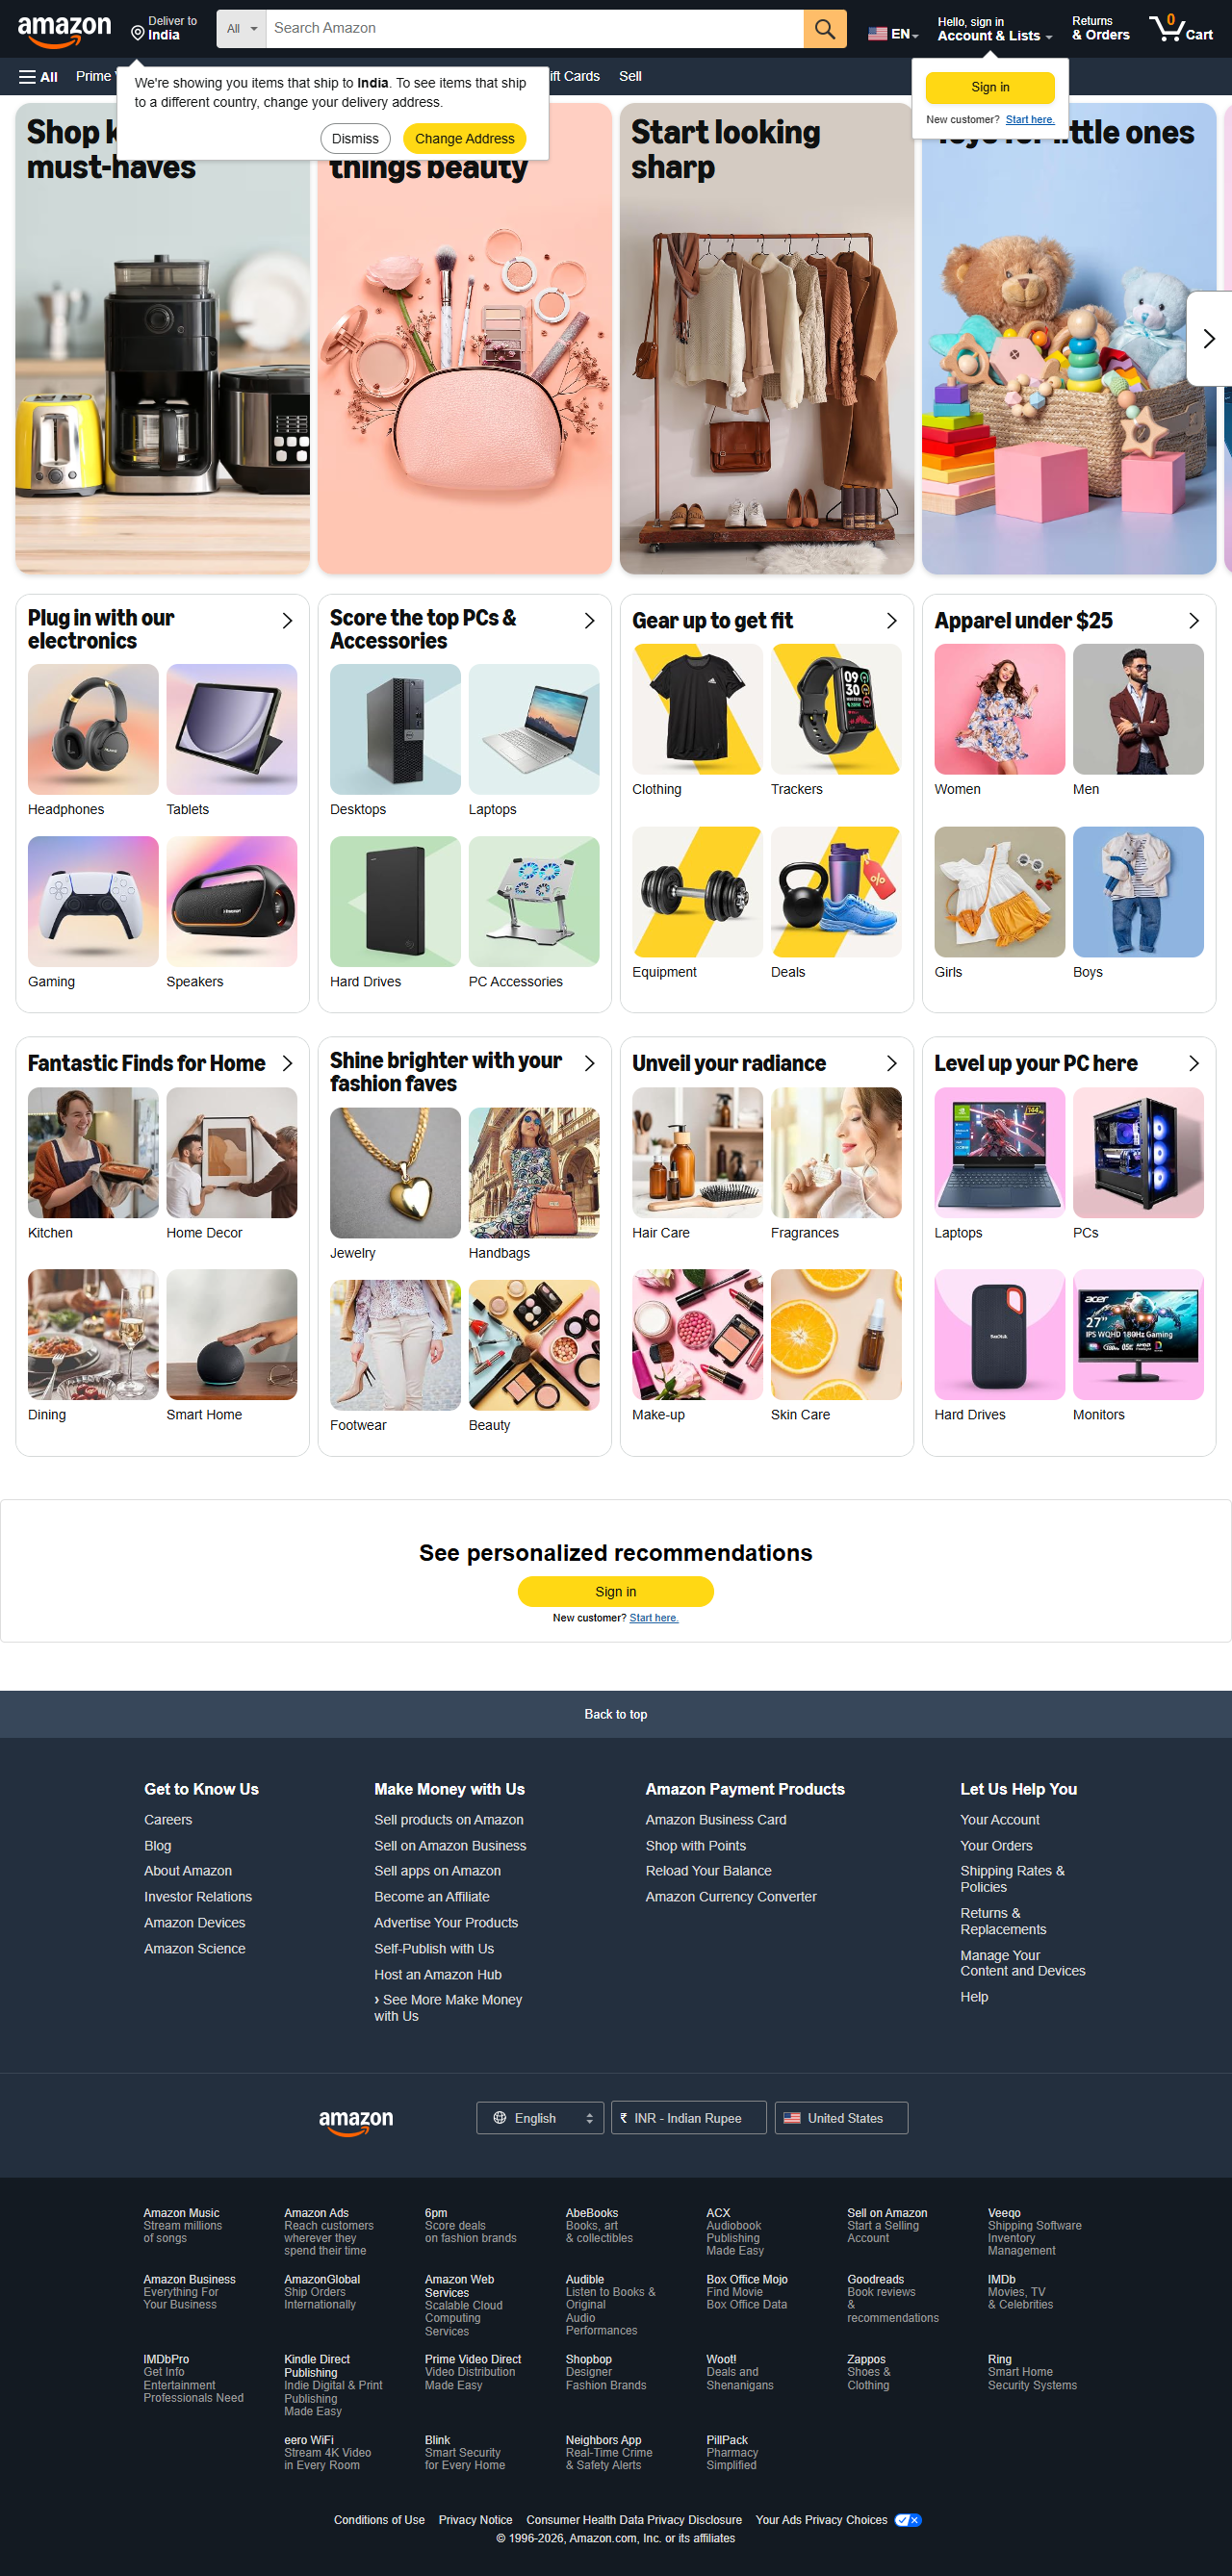 amazon
Deliver to
India
All
Search Amazon
EN
Hello, sign in
Account & Lists
Returns
& Orders
0
Cart
All
Prime
ift Cards
Sell
We're showing you items that ship to India. To see items that ship
to a different country, change your delivery address.
Dismiss
Change Address
Sign in
New customer? Start here.
Shop
must-haves
things beauty
Start looking
sharp
ttle ones
Plug in with our
electronics
Headphones
Tablets
Gaming
Speakers
Score the top PCs &
Accessories
Desktops
Laptops
Hard Drives
PC Accessories
Gear up to get fit
09
30
Clothing
Trackers
%
Equipment
Deals
Apparel under $25
Women
Men
Girls
Boys
Fantastic Finds for Home
Kitchen
Home Decor
Dining
Smart Home
Shine brighter with your
fashion faves
Jewelry
Handbags
Footwear
Beauty
Unveil your radiance
Hair Care
Fragrances
Make-up
Skin Care
Level up your PC here
Laptops
PCs
SanDisk
acer
27"
IPS WQHD 180Hz Gaming
Hard Drives
Monitors
See personalized recommendations
Sign in
New customer? Start here.
Back to top
Get to Know Us
Careers
Blog
About Amazon
Investor Relations
Amazon Devices
Amazon Science
Make Money with Us
Sell products on Amazon
Sell on Amazon Business
Sell apps on Amazon
Become an Affiliate
Advertise Your Products
Self-Publish with Us
Host an Amazon Hub
› See More Make Money
with Us
Amazon Payment Products
Amazon Business Card
Shop with Points
Reload Your Balance
Amazon Currency Converter
Let Us Help You
Your Account
Your Orders
Shipping Rates &
Policies
Returns &
Replacements
Manage Your
Content and Devices
Help
amazon
English
₹ INR - Indian Rupee
United States
Amazon Music
Stream millions
of songs
Amazon Ads
Reach customers
wherever they
spend their time
6pm
Score deals
on fashion brands
AbeBooks
Books, art
& collectibles
ACX
Audiobook
Publishing
Made Easy
Sell on Amazon
Start a Selling
Account
Veeqo
Shipping Software
Inventory
Management
Amazon Business
Everything For
Your Business
AmazonGlobal
Ship Orders
Internationally
Amazon Web
Services
Scalable Cloud
Computing
Services
Audible
Listen to Books &
Original
Audio
Performances
Box Office Mojo
Find Movie
Box Office Data
Goodreads
Book reviews
&
recommendations
IMDb
Movies, TV
& Celebrities
IMDbPro
Get Info
Entertainment
Professionals Need
Kindle Direct
Publishing
Indie Digital & Print
Publishing
Made Easy
Prime Video Direct
Video Distribution
Made Easy
Shopbop
Designer
Fashion Brands
Woot!
Deals and
Shenanigans
Zappos
Shoes &
Clothing
Ring
Smart Home
Security Systems
eero WiFi
Stream 4K Video
in Every Room
Blink
Smart Security
for Every Home
Neighbors App
Real-Time Crime
& Safety Alerts
PillPack
Pharmacy
Simplified
Conditions of Use
Privacy Notice
Consumer Health Data Privacy Disclosure
Your Ads Privacy Choices
© 1996-2026, Amazon.com, Inc. or its affiliates